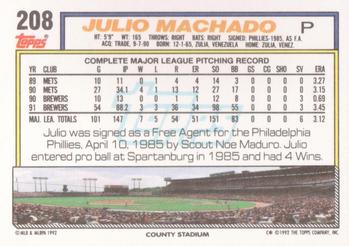 208
JULIO MACHADO
P
Topps
HT: 5'9" WT: 165 THROWS: RIGHT BATS: RIGHT SIGNED: PHILLIES-1985, AS F.A.
ACQ: TRADE, 9-7-90 BORN: 12-1-65, ZULIA, VENEZUELA HOME: ZULIA, VENEZ.
COMPLETE MAJOR LEAGUE PITCHING RECORD
YR CLUB G IP W L R ER SO BB GS CG SHO SV ERA
89 METS 10 11 0 1 4 4 14 3 0 0 0 0 3.27
90 METS 27 34.1 4 1 13 12 27 17 0 0 0 0 3.15
90 BREWERS 10 13 0 0 1 1 12 8 0 0 0 3 0.69
91 BREWERS 54 88.2 3 3 36 34 98 55 0 0 0 3 3.45
MAJ. LEA. TOTALS 101 147 7 5 54 51 151 83 0 0 0 6 3.12
Julio was signed as a Free Agent for the Philadelphia
Phillies, April 10, 1985 by Scout Noe Maduro. Julio
entered pro ball at Spartanburg in 1985 and had 4 Wins.
© MLB & MLBPA 1992
COUNTY STADIUM
© 1992 THE TOPPS COMPANY, INC.